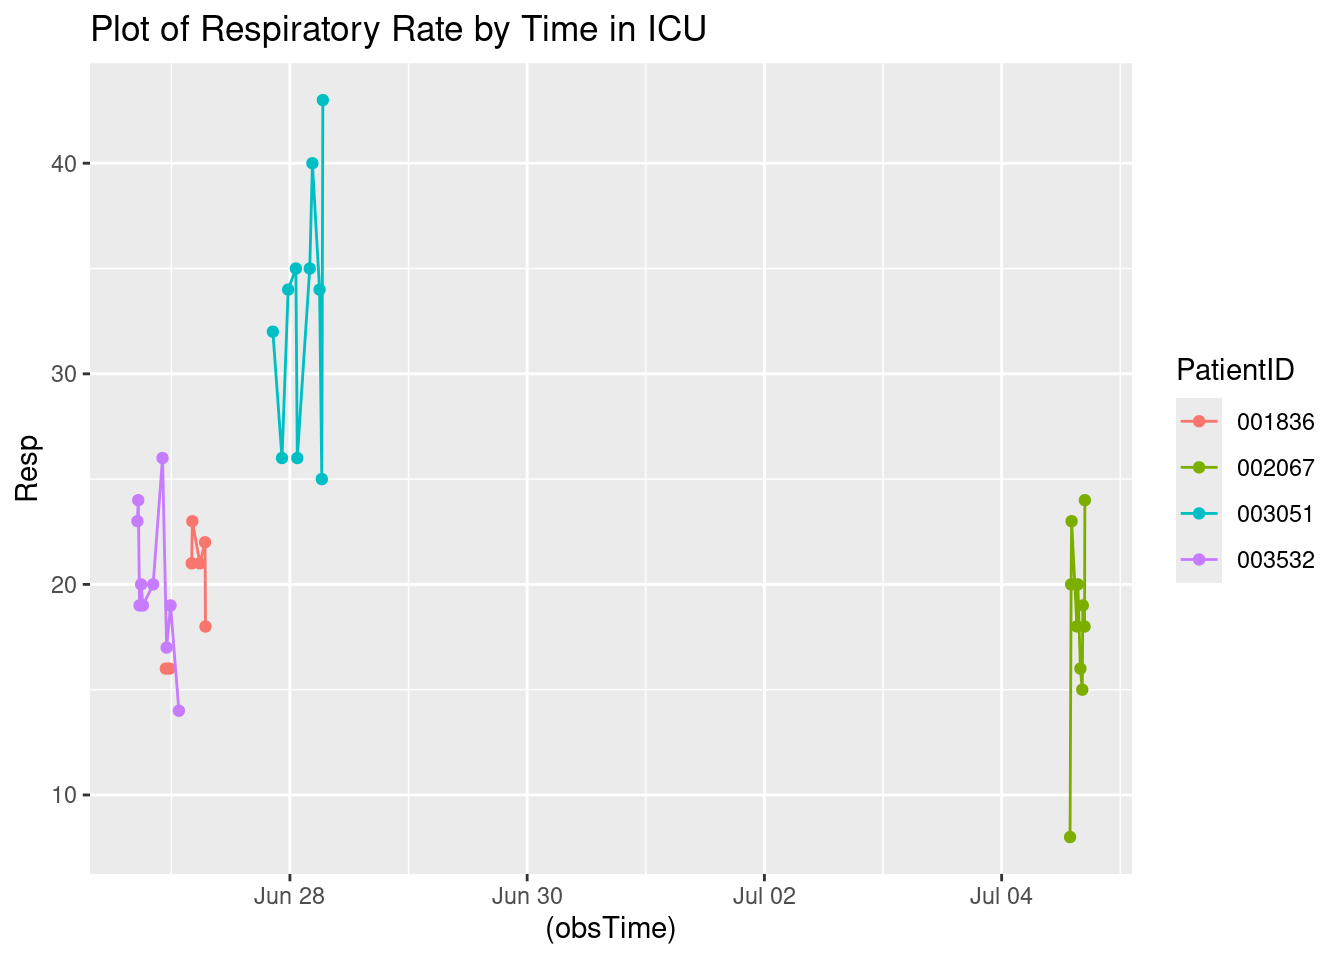 Plot of Respiratory Rate by Time in ICU
Resp
40
30
20
10
Jun 28
Jun 30
Jul 02
Jul 04
(obsTime)
PatientID
001836
002067
003051
003532